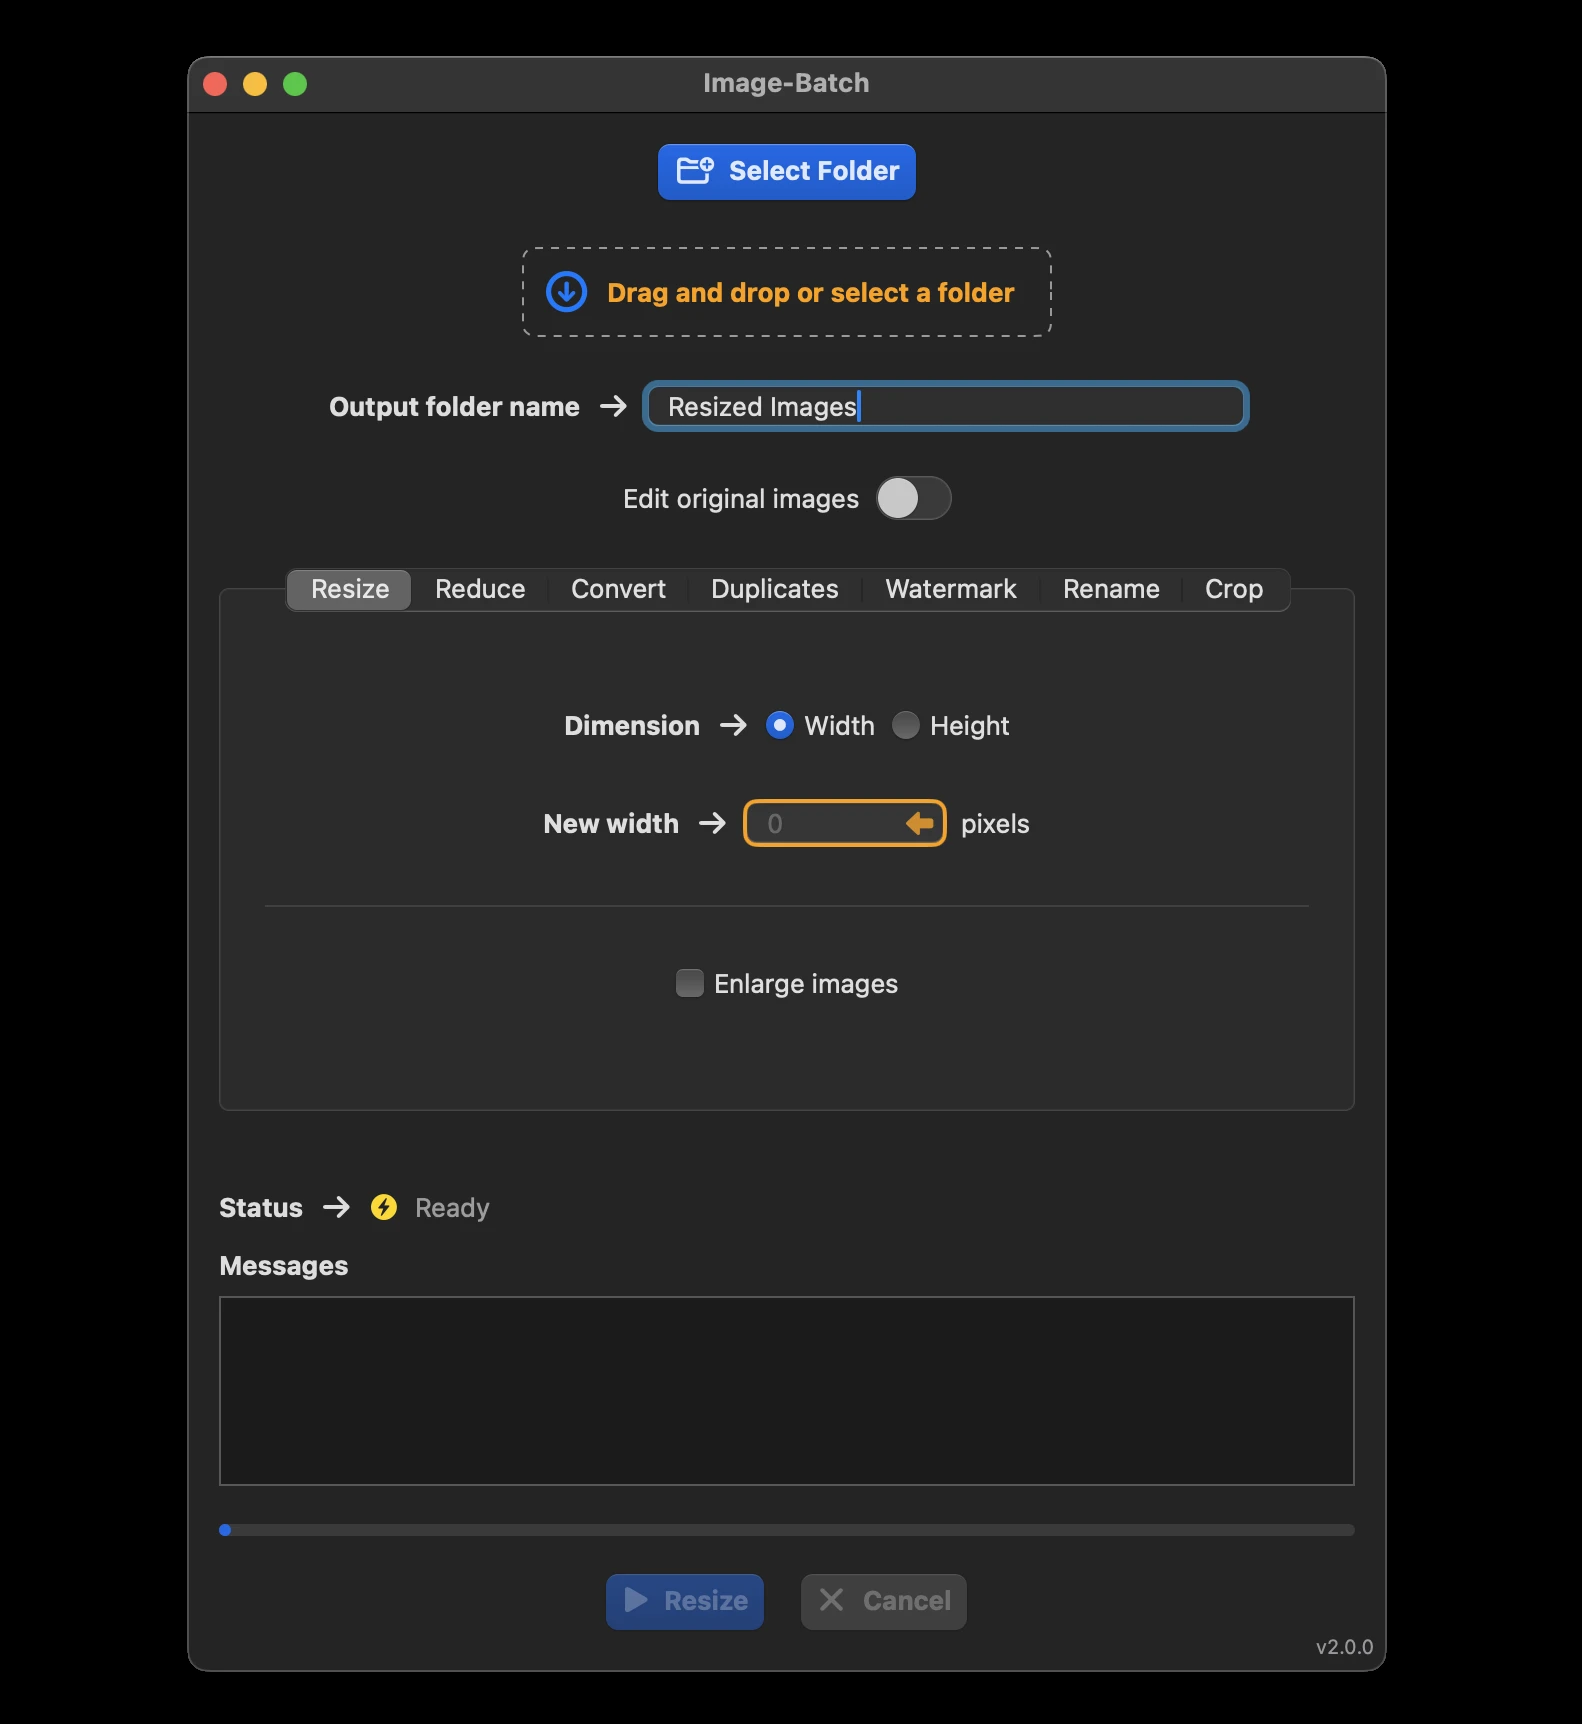 Image-Batch
Select Folder
Drag and drop or select a folder
Output folder name → Resized Images
Edit original images
Resize Reduce Convert Duplicates Watermark Rename Crop
Dimension → Width Height
New width → 0 pixels
Enlarge images
Status → Ready
Messages
Resize Cancel
v2.0.0